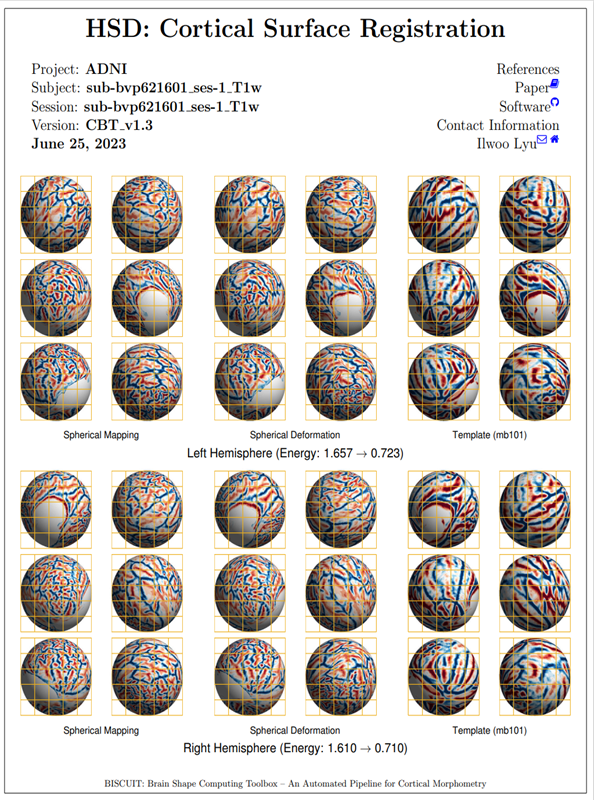 HSD: Cortical Surface Registration
Project: ADNI
Subject: sub-bvp621601_ses-1_T1w
Session: sub-bvp621601_ses-1_T1w
Version: CBT_v1.3
June 25, 2023
References
Paper
Software
Contact Information
Ilwoo Lyu
Spherical Mapping
Spherical Deformation
Template (mb101)
Left Hemisphere (Energy: 1.657 → 0.723)
Spherical Mapping
Spherical Deformation
Template (mb101)
Right Hemisphere (Energy: 1.610 → 0.710)
BISCUIT: Brain Shape Computing Toolbox – An Automated Pipeline for Cortical Morphometry